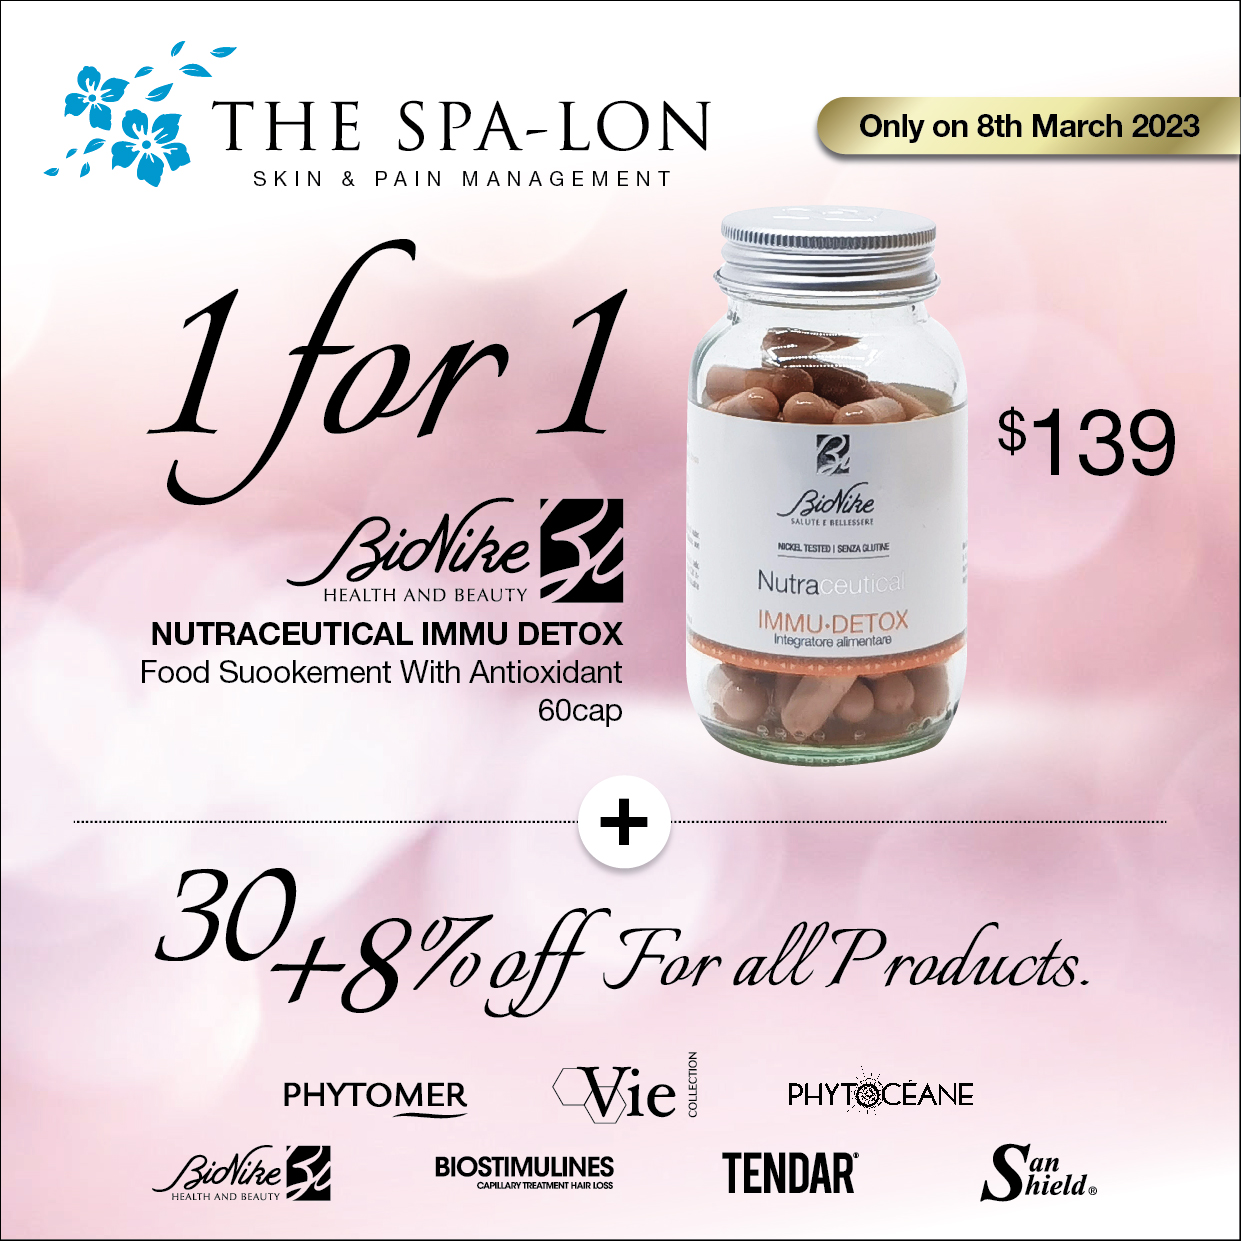 THE SPA-LON
SKIN & PAIN MANAGEMENT
Only on 8th March 2023
1 for 1
$139
BioNike
HEALTH AND BEAUTY
NUTRACEUTICAL IMMU DETOX
Food Suookement With Antioxidant
60cap
BioNike
SALUTE E BELLESSERE
NICKEL TESTED | SENZA GLUTINE
Nutraceutical
IMMU·DETOX
Integratore alimentare
+
30+8% off For all Products.
PHYTOMER
Vie
COLLECTION
PHYTOCÉANE
BioNike
HEALTH AND BEAUTY
BIOSTIMULINES
CAPILLARY TREATMENT HAIR LOSS
TENDAR®
San
Shield®